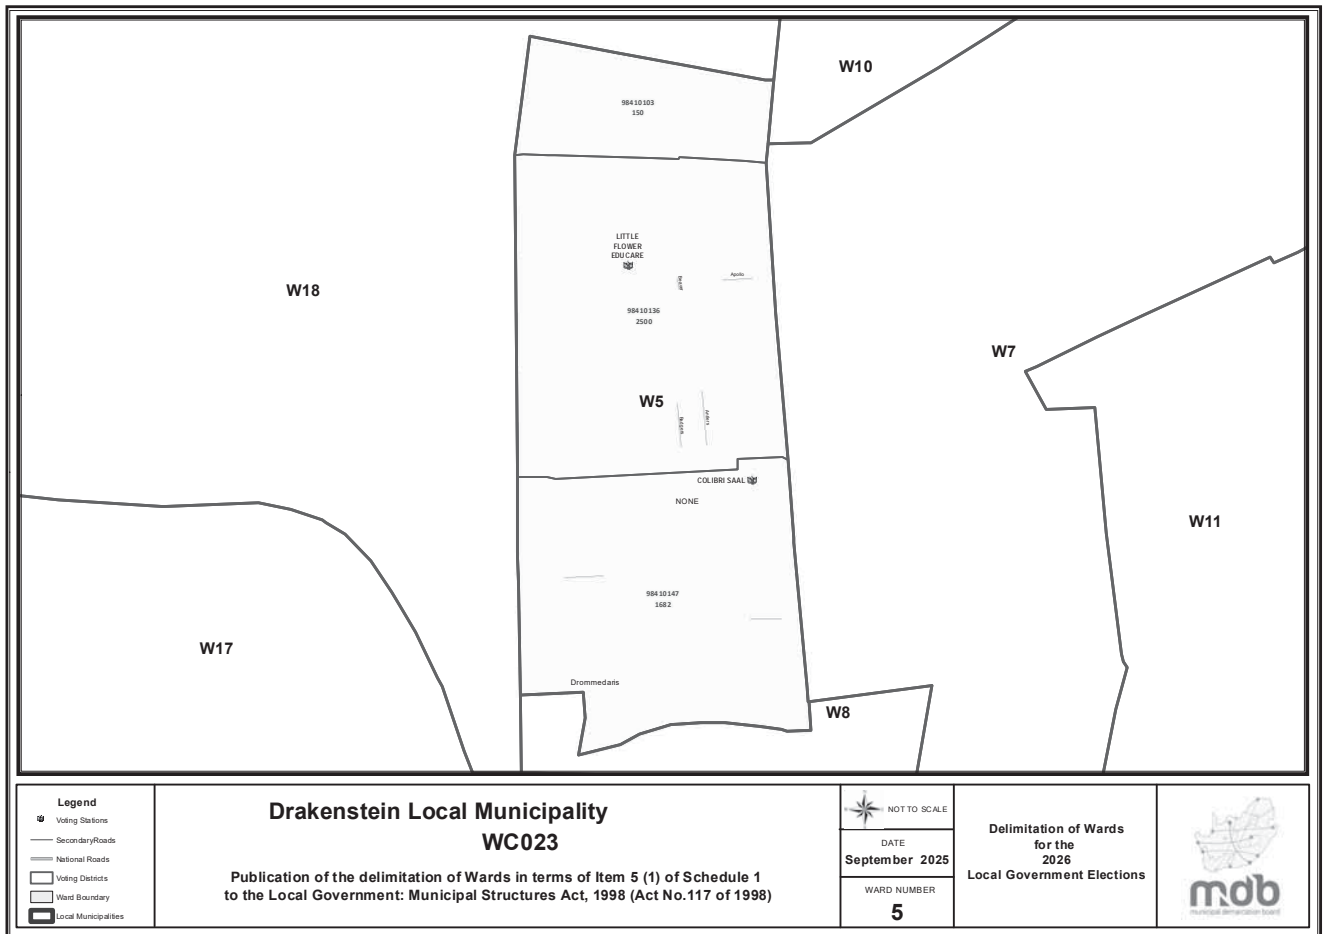 W10
98410103
150
LITTLE
FLOWER
EDUCARE
Apollo
W18
98410136
2500
W7
W5
COLIBRI SAAL
NONE
W11
98410147
1682
W17
Drommedaris
W8
Legend
Voting Stations
SecondaryRoads
National Roads
Voting Districts
Ward Boundary
Local Municipalities
Drakenstein Local Municipality
WC023
Publication of the delimitation of Wards in terms of Item 5 (1) of Schedule 1
to the Local Government: Municipal Structures Act, 1998 (Act No.117 of 1998)
NOT TO SCALE
DATE
September 2025
WARD NUMBER
5
Delimitation of Wards
for the
2026
Local Government Elections
mdb
municipal demarcation board